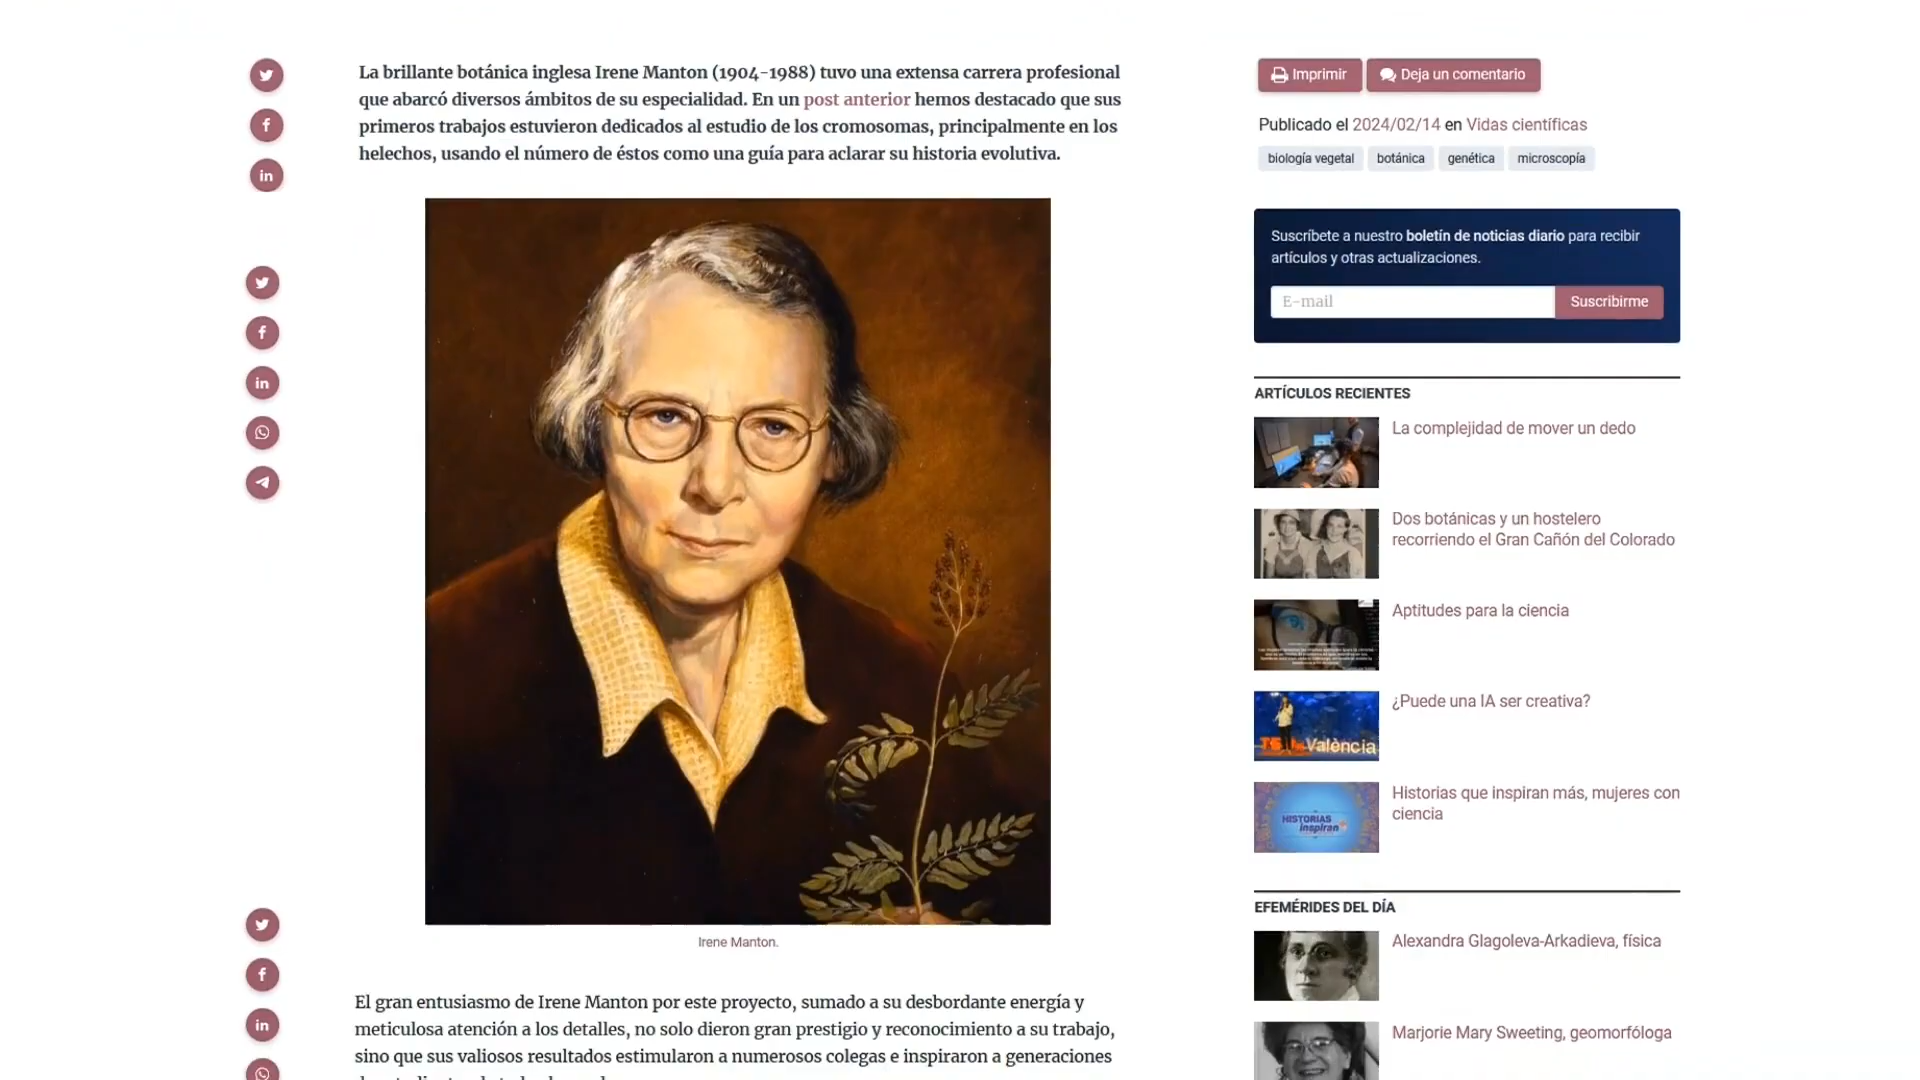 La brillante botánica inglesa Irene Manton (1904-1988) tuvo una extensa carrera profesional
que abarcó diversos ámbitos de su especialidad. En un post anterior hemos destacado que sus
primeros trabajos estuvieron dedicados al estudio de los cromosomas, principalmente en los
helechos, usando el número de éstos como una guía para aclarar su historia evolutiva.
Irene Manton.
El gran entusiasmo de Irene Manton por este proyecto, sumado a su desbordante energía y
meticulosa atención a los detalles, no solo dieron gran prestigio y reconocimiento a su trabajo,
sino que sus valiosos resultados estimularon a numerosos colegas e inspiraron a generaciones
Imprimir
Deja un comentario
Publicado el 2024/02/14 en Vidas científicas
biología vegetal botánica genética microscopía
Suscríbete a nuestro boletín de noticias diario para recibir
artículos y otras actualizaciones.
E-mail
Suscribirme
ARTÍCULOS RECIENTES
La complejidad de mover un dedo
Dos botánicas y un hostelero
recorriendo el Gran Cañón del Colorado
Aptitudes para la ciencia
¿Puede una IA ser creativa?
València
Historias que inspiran más, mujeres con
ciencia
HISTORIAS
inspiran
EFEMÉRIDES DEL DÍA
Alexandra Glagoleva-Arkadieva, física
Marjorie Mary Sweeting, geomorfóloga